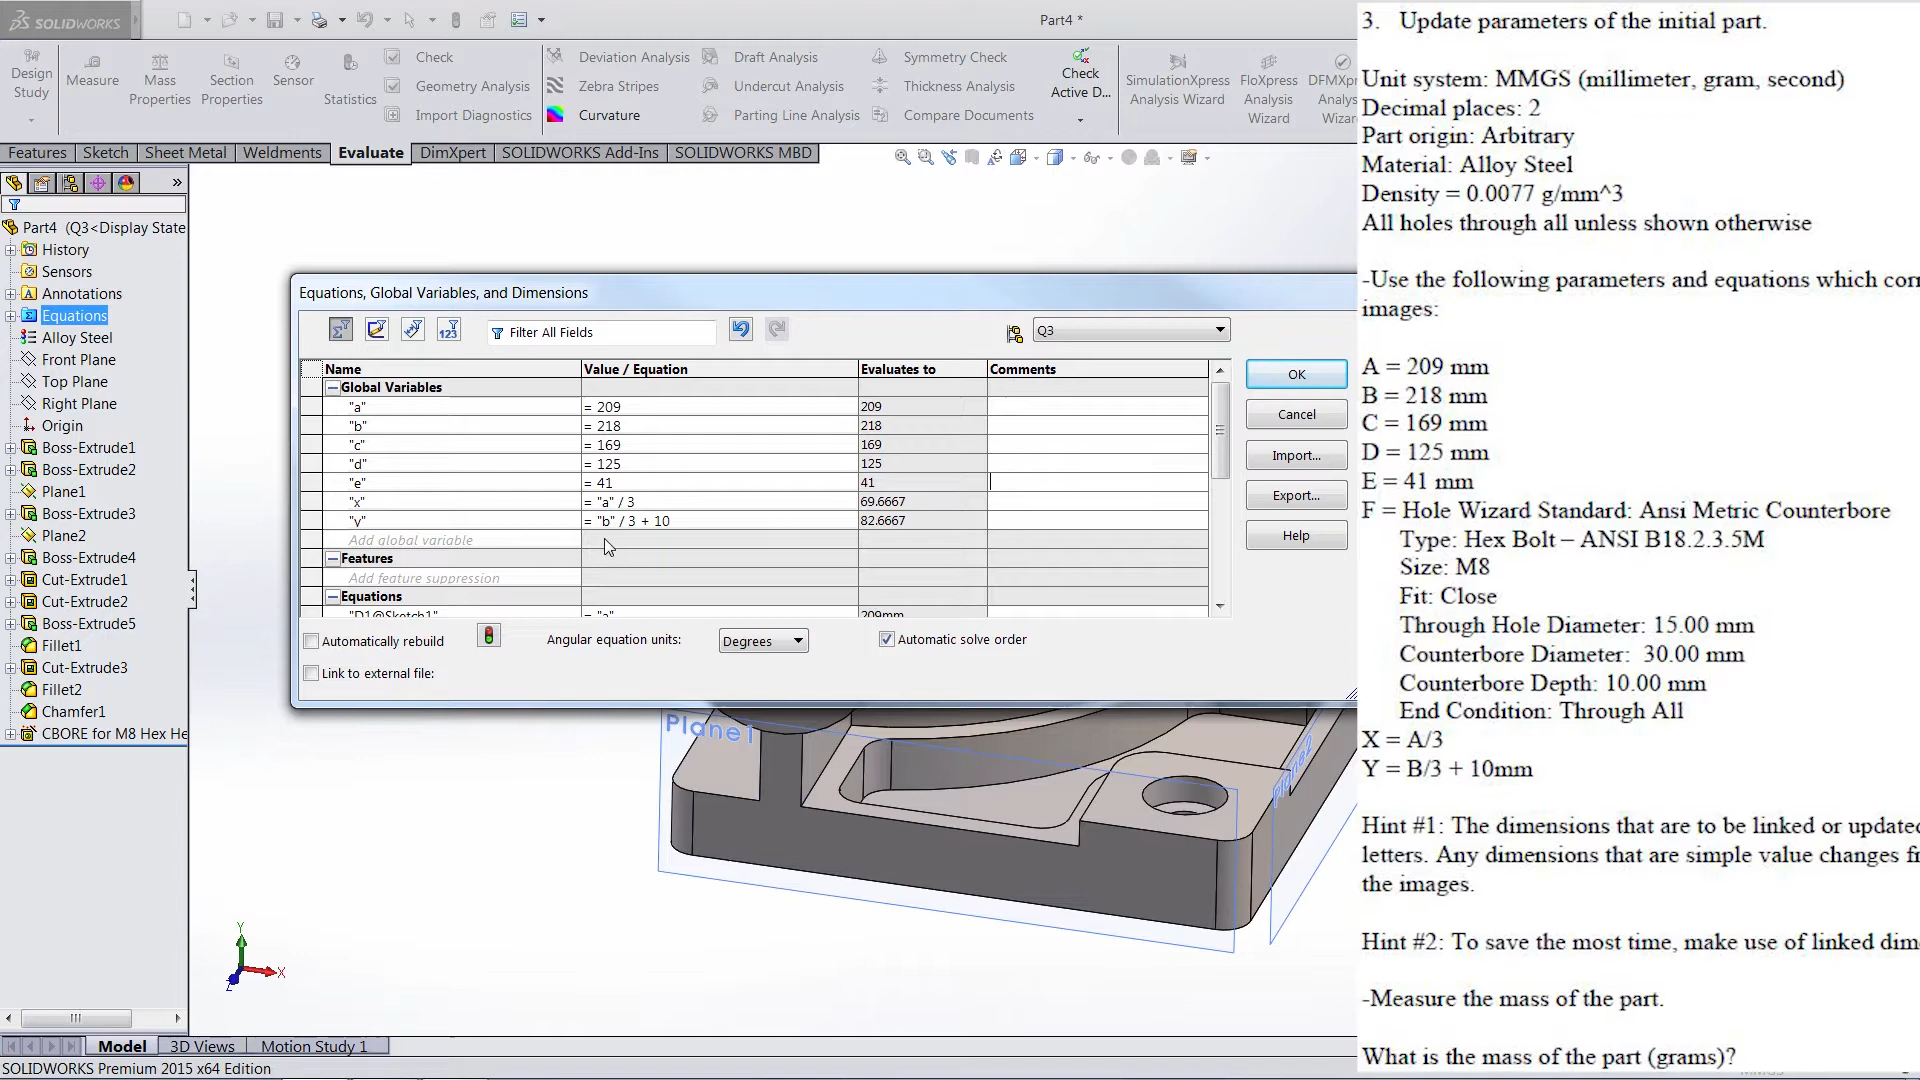 SOLIDWORKS
Part4 *
Design Study
Measure
Mass Properties
Section Properties
Sensor
Statistics
Check
Geometry Analysis
Import Diagnostics
Deviation Analysis
Zebra Stripes
Curvature
Draft Analysis
Undercut Analysis
Parting Line Analysis
Symmetry Check
Thickness Analysis
Compare Documents
Check Active D...
SimulationXpress Analysis Wizard
FloXpress Analysis Wizard
DFMXpr
Analys
Wizar
Features Sketch Sheet Metal Weldments Evaluate DimXpert SOLIDWORKS Add-Ins SOLIDWORKS MBD
Part4 (Q3<Display State
History
Sensors
Annotations
Equations
Alloy Steel
Front Plane
Top Plane
Right Plane
Origin
Boss-Extrude1
Boss-Extrude2
Plane1
Boss-Extrude3
Plane2
Boss-Extrude4
Cut-Extrude1
Cut-Extrude2
Boss-Extrude5
Fillet1
Cut-Extrude3
Fillet2
Chamfer1
CBORE for M8 Hex He
Equations, Global Variables, and Dimensions
Filter All Fields
Q3
Name Value / Equation Evaluates to Comments
Global Variables
"a" = 209 209
"b" = 218 218
"c" = 169 169
"d" = 125 125
"e" = 41 41
"x" = "a" / 3 69.6667
"y" = "b" / 3 + 10 82.6667
Add global variable
Features
Add feature suppression
Equations
"D1@Sketch1" = "a" 209mm
OK
Cancel
Import...
Export...
Help
Automatically rebuild
Angular equation units: Degrees
Automatic solve order
Link to external file:
Plane1
Plane2
Y
X
Z
Model 3D Views Motion Study 1
SOLIDWORKS Premium 2015 x64 Edition
3. Update parameters of the initial part.
Unit system: MMGS (millimeter, gram, second)
Decimal places: 2
Part origin: Arbitrary
Material: Alloy Steel
Density = 0.0077 g/mm^3
All holes through all unless shown otherwise
-Use the following parameters and equations which corr
images:
A = 209 mm
B = 218 mm
C = 169 mm
D = 125 mm
E = 41 mm
F = Hole Wizard Standard: Ansi Metric Counterbore
Type: Hex Bolt – ANSI B18.2.3.5M
Size: M8
Fit: Close
Through Hole Diameter: 15.00 mm
Counterbore Diameter: 30.00 mm
Counterbore Depth: 10.00 mm
End Condition: Through All
X = A/3
Y = B/3 + 10mm
Hint #1: The dimensions that are to be linked or updated
letters. Any dimensions that are simple value changes f
the images.
Hint #2: To save the most time, make use of linked dime
-Measure the mass of the part.
What is the mass of the part (grams)?